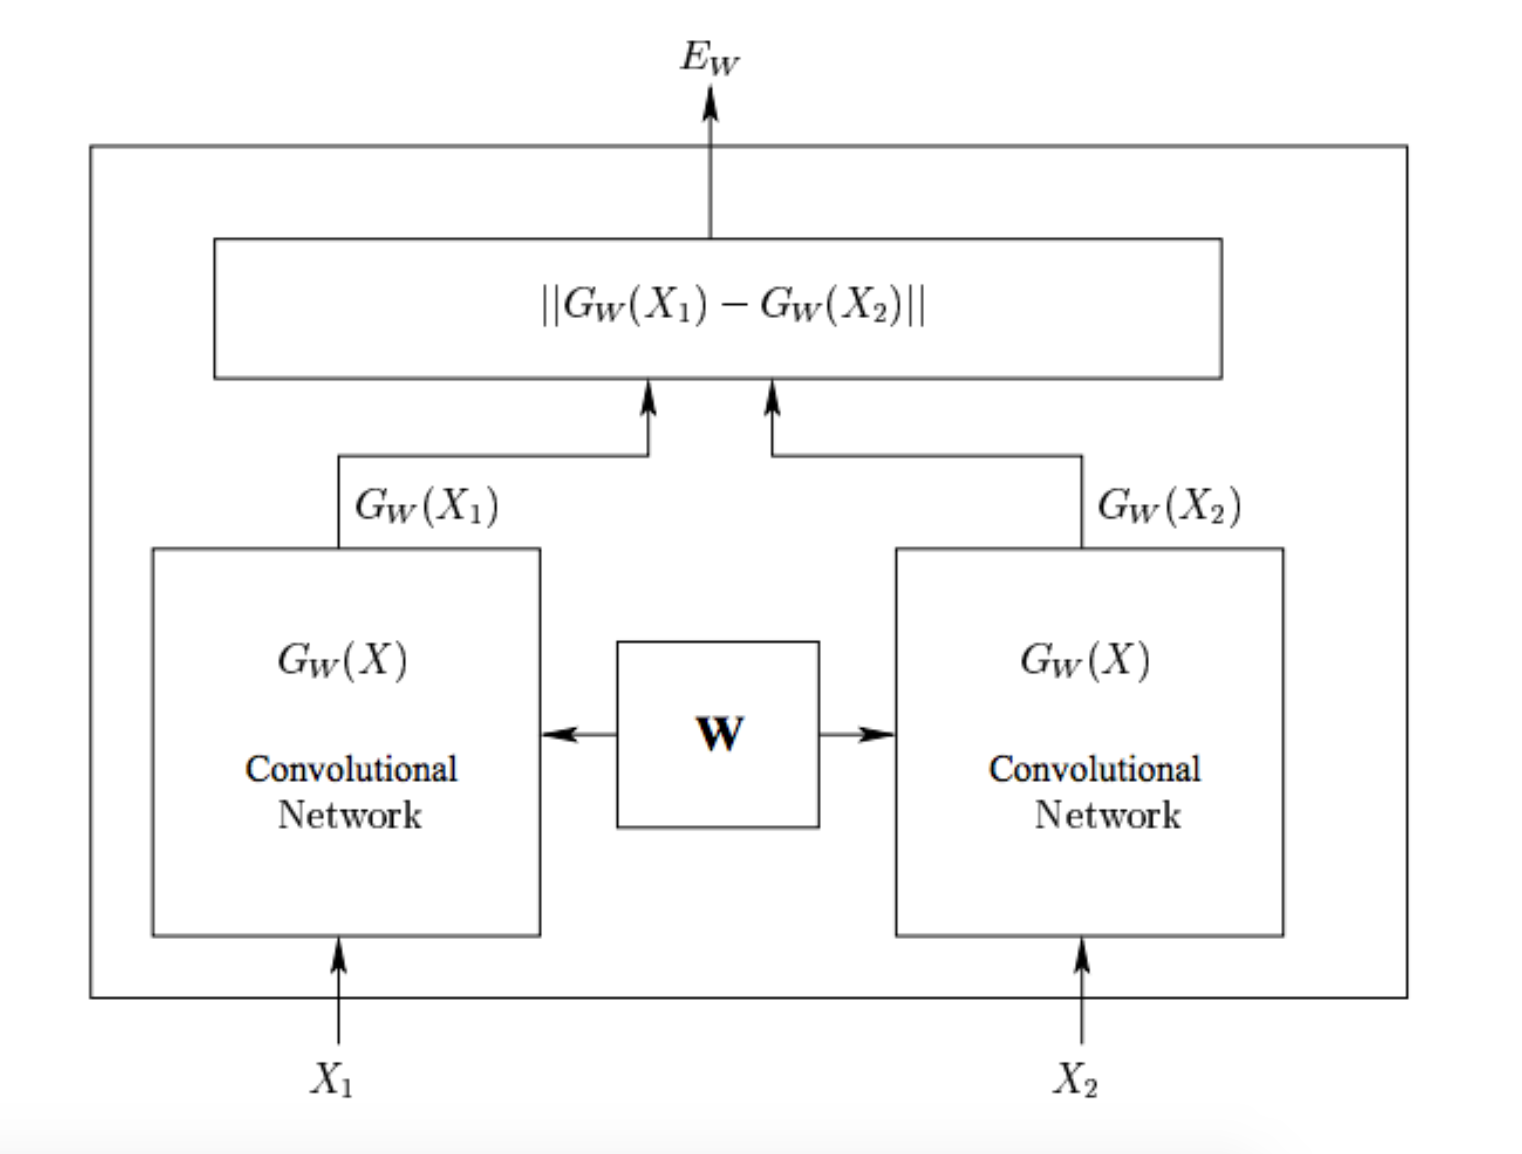 E_W
||G_W(X_1) − G_W(X_2)||
G_W(X_1)
G_W(X_2)
G_W(X)
Convolutional
Network
W
G_W(X)
Convolutional
Network
X_1
X_2